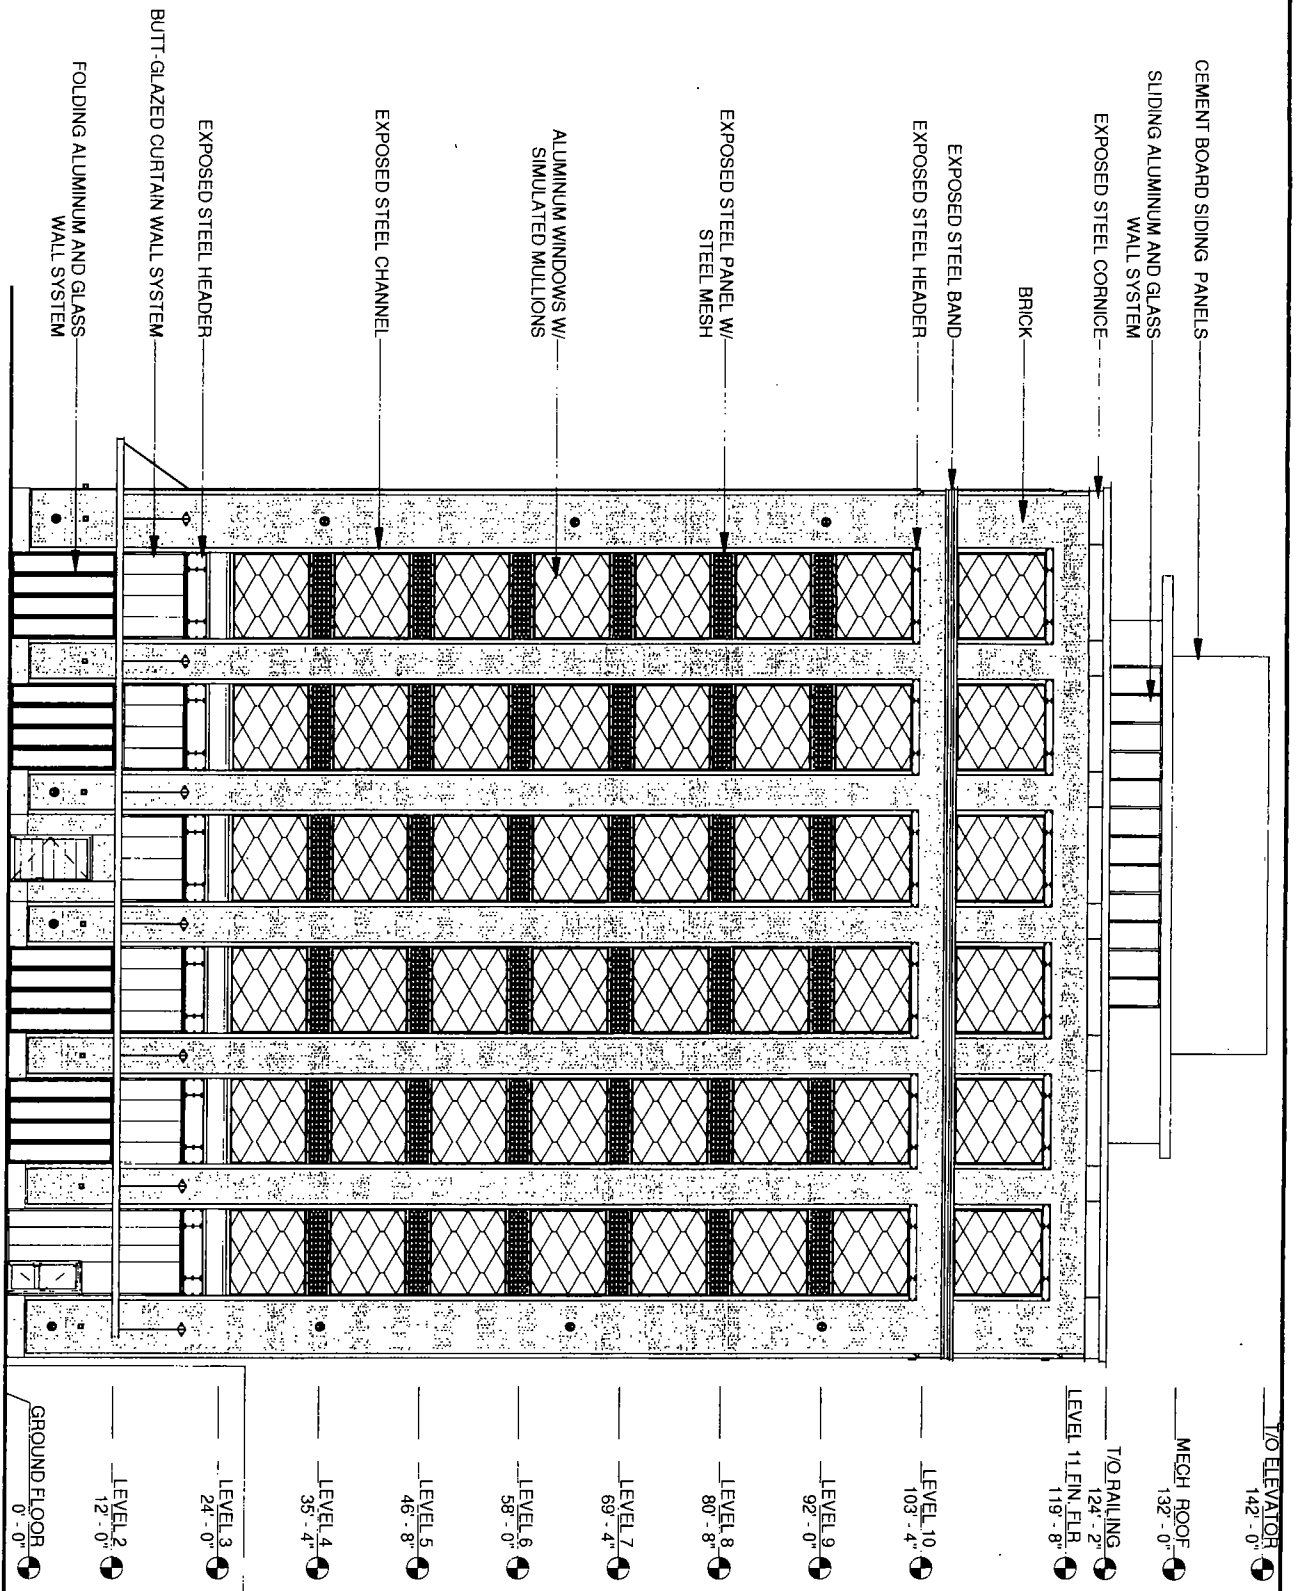 CEMENT BOARD SIDING PANELS
SLIDING ALUMINUM AND GLASS
WALL SYSTEM
EXPOSED STEEL CORNICE
BRICK
EXPOSED STEEL BAND
EXPOSED STEEL HEADER
EXPOSED STEEL PANEL W/
STEEL MESH
ALUMINUM WINDOWS W/
SIMULATED MULLIONS
EXPOSED STEEL CHANNEL
EXPOSED STEEL HEADER
BUTT-GLAZED CURTAIN WALL SYSTEM
FOLDING ALUMINUM AND GLASS
WALL SYSTEM
T/O ELEVATOR
142' - 0"
MECH ROOF
132' - 0"
T/O RAILING
124' - 2"
LEVEL 11 FIN. FLR
119' - 8"
LEVEL 10
103' - 4"
LEVEL 9
92' - 0"
LEVEL 8
80' - 8"
LEVEL 7
69' - 4"
LEVEL 6
58' - 0"
LEVEL 5
46' - 8"
LEVEL 4
35' - 4"
LEVEL 3
24' - 0"
LEVEL 2
12' - 0"
GROUND FLOOR
0' - 0"